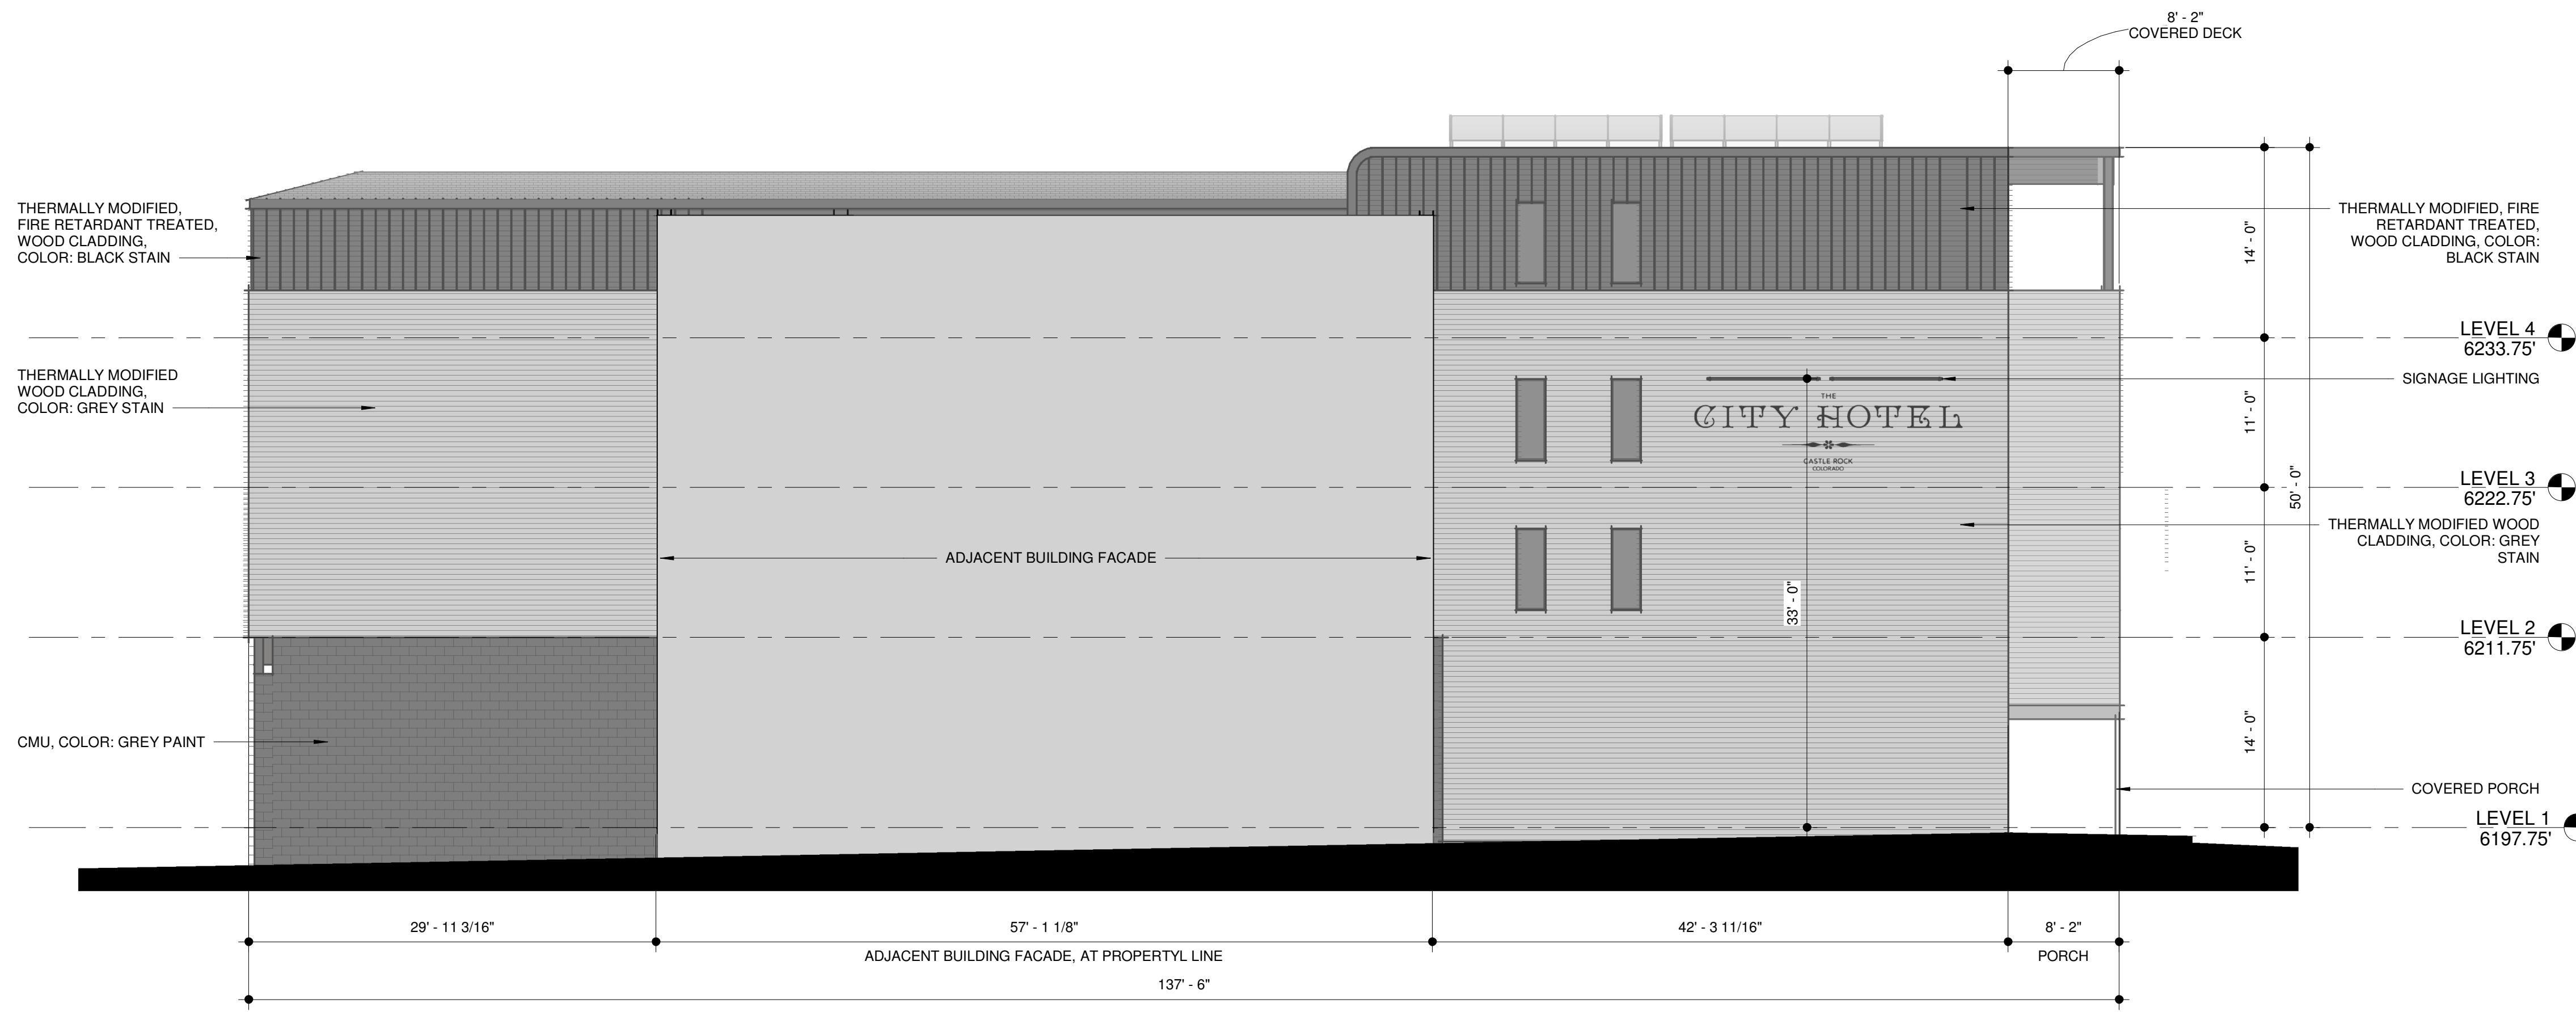 8' - 2"
COVERED DECK
THERMALLY MODIFIED,
FIRE RETARDANT TREATED,
WOOD CLADDING,
COLOR: BLACK STAIN
THERMALLY MODIFIED, FIRE
RETARDANT TREATED,
WOOD CLADDING, COLOR:
BLACK STAIN
14' - 0"
LEVEL 4
6233.75'
THERMALLY MODIFIED
WOOD CLADDING,
COLOR: GREY STAIN
SIGNAGE LIGHTING
THE
CITY HOTEL
CASTLE ROCK
COLORADO
11' - 0"
50' - 0"
LEVEL 3
6222.75'
THERMALLY MODIFIED WOOD
CLADDING, COLOR: GREY
STAIN
ADJACENT BUILDING FACADE
33' - 0"
11' - 0"
LEVEL 2
6211.75'
CMU, COLOR: GREY PAINT
14' - 0"
COVERED PORCH
LEVEL 1
6197.75'
29' - 11 3/16"
57' - 1 1/8"
42' - 3 11/16"
8' - 2"
ADJACENT BUILDING FACADE, AT PROPERTYL LINE
PORCH
137' - 6"